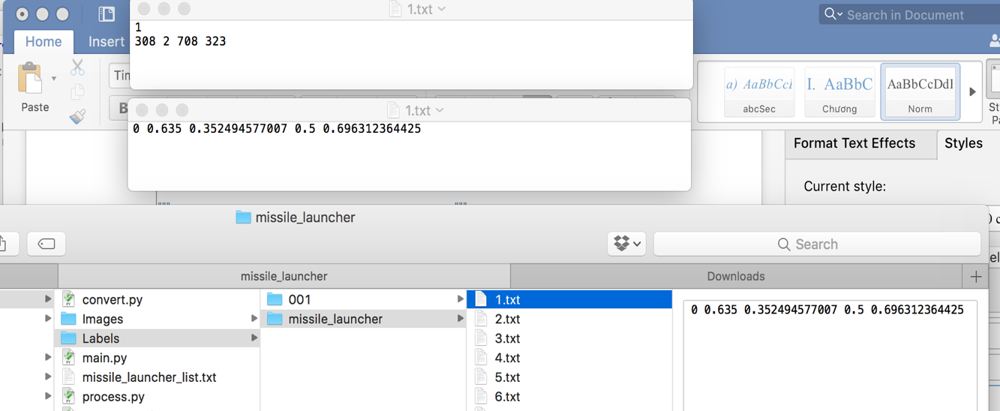 1.txt
Search in Document
1
308 2 708 323
Home Insert
Tim
Paste
B
a) AaBbCcI I. AaBbC AaBbCcDdI
abcSec Chương Norm
St
Pa
1.txt
0 0.635 0.352494577007 0.5 0.696312364425
Format Text Effects Styles
Current style:
missile_launcher
Search
missile_launcher Downloads
convert.py 001 1.txt 0 0.635 0.352494577007 0.5 0.696312364425
Images missile_launcher 2.txt
Labels 3.txt
main.py 4.txt
missile_launcher_list.txt 5.txt
process.py 6.txt